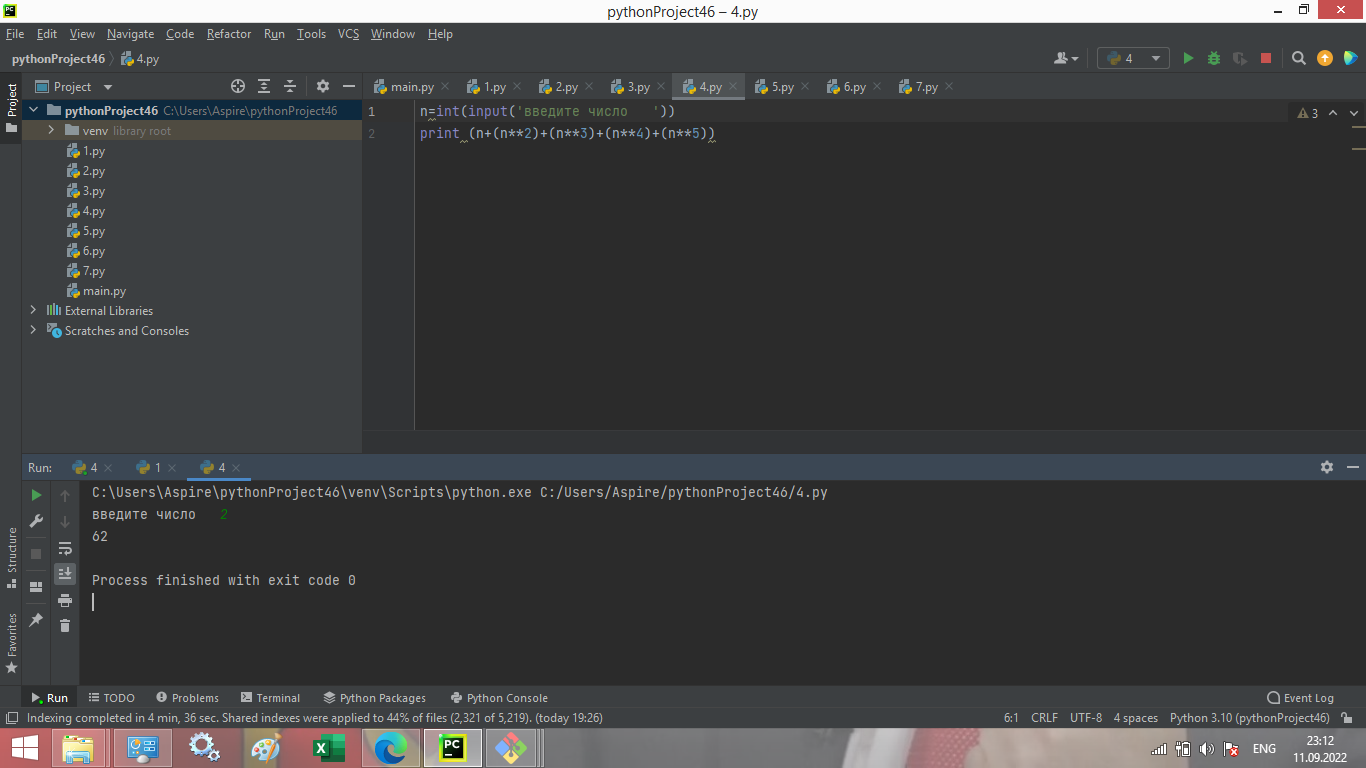 pythonProject46 – 4.py
File Edit View Navigate Code Refactor Run Tools VCS Window Help
pythonProject46 4.py
4
Project
main.py 1.py 2.py 3.py 4.py 5.py 6.py 7.py
Project
pythonProject46 C:\Users\Aspire\pythonProject46
venv library root
1.py
2.py
3.py
4.py
5.py
6.py
7.py
main.py
External Libraries
Scratches and Consoles
1 n=int(input('введите число   '))
3
2 print (n+(n**2)+(n**3)+(n**4)+(n**5))
Run: 4 1 4
C:\Users\Aspire\pythonProject46\venv\Scripts\python.exe C:/Users/Aspire/pythonProject46/4.py
введите число   2
62
Process finished with exit code 0
Structure
Favorites
Run TODO Problems Terminal Python Packages Python Console Event Log
Indexing completed in 4 min, 36 sec. Shared indexes were applied to 44% of files (2,321 of 5,219). (today 19:26) 6:1 CRLF UTF-8 4 spaces Python 3.10 (pythonProject46)
ENG
23:12
11.09.2022